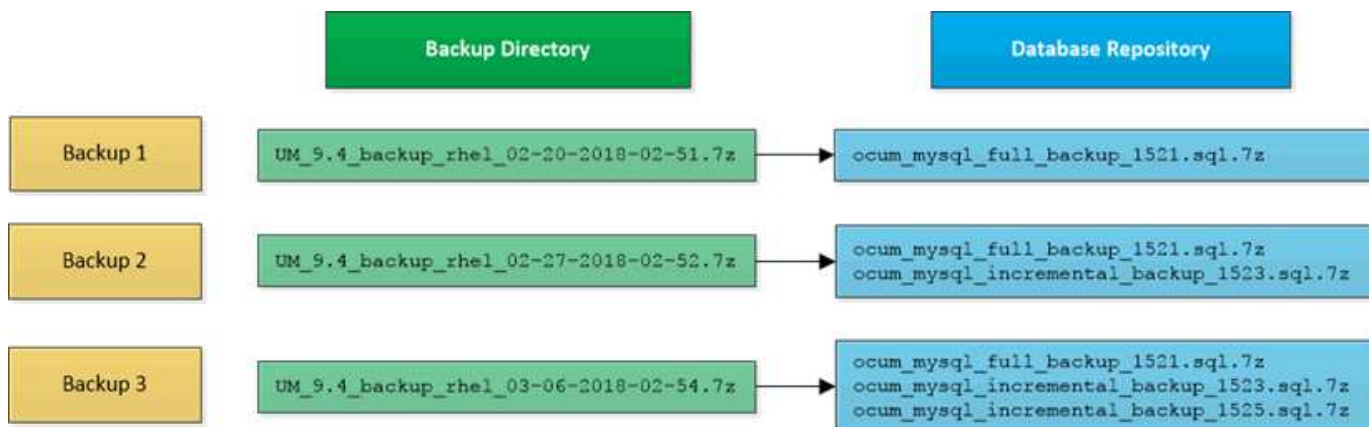 Backup Directory
Database Repository
Backup 1
UM_9.4_backup_rhel_02-20-2018-02-51.7z
ocum_mysql_full_backup_1521.sql.7z
Backup 2
UM_9.4_backup_rhel_02-27-2018-02-52.7z
ocum_mysql_full_backup_1521.sql.7z
ocum_mysql_incremental_backup_1523.sql.7z
Backup 3
UM_9.4_backup_rhel_03-06-2018-02-54.7z
ocum_mysql_full_backup_1521.sql.7z
ocum_mysql_incremental_backup_1523.sql.7z
ocum_mysql_incremental_backup_1525.sql.7z